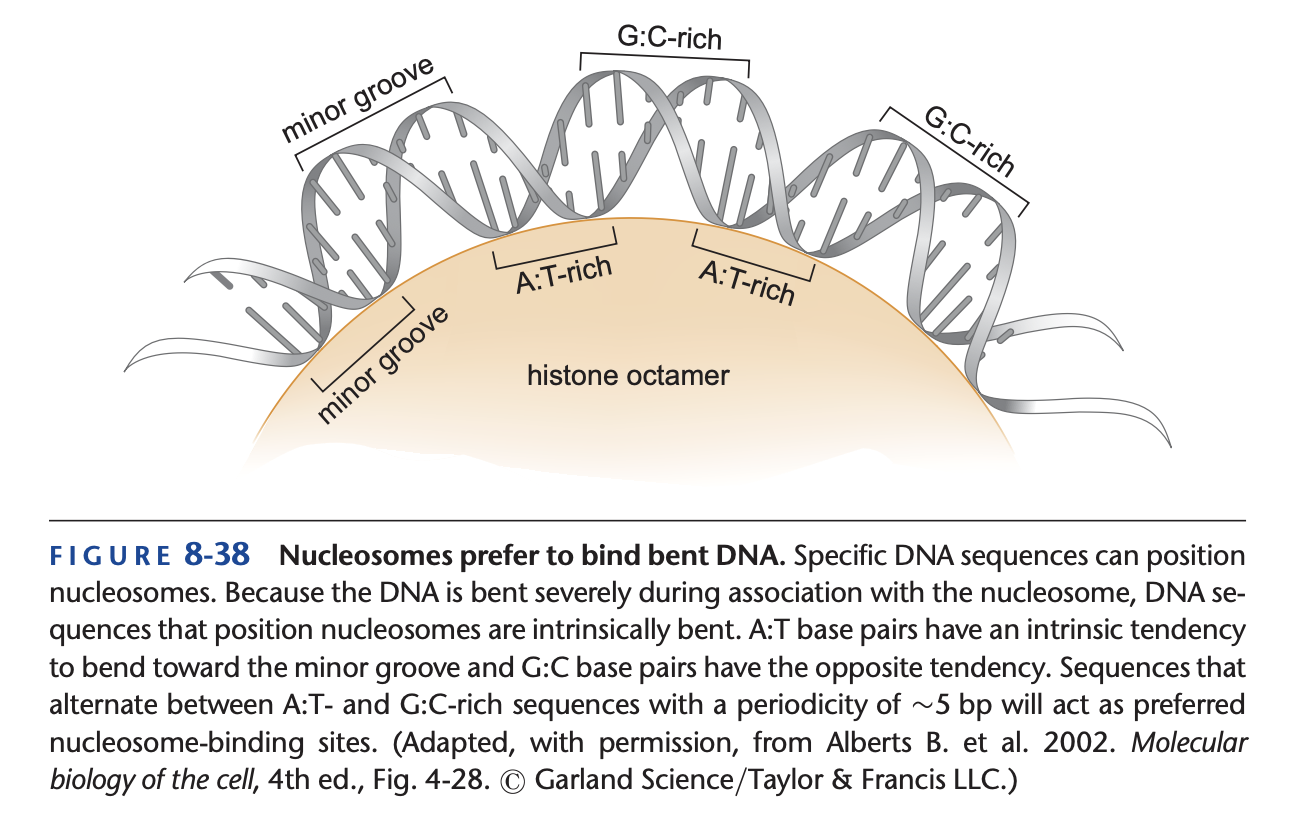 G:C-rich
minor groove
G:C-rich
A:T-rich
A:T-rich
minor groove
histone octamer
FIGURE 8-38 Nucleosomes prefer to bind bent DNA. Specific DNA sequences can position
nucleosomes. Because the DNA is bent severely during association with the nucleosome, DNA se-
quences that position nucleosomes are intrinsically bent. A:T base pairs have an intrinsic tendency
to bend toward the minor groove and G:C base pairs have the opposite tendency. Sequences that
alternate between A:T- and G:C-rich sequences with a periodicity of ∼5 bp will act as preferred
nucleosome-binding sites. (Adapted, with permission, from Alberts B. et al. 2002. Molecular
biology of the cell, 4th ed., Fig. 4-28. © Garland Science/Taylor & Francis LLC.)